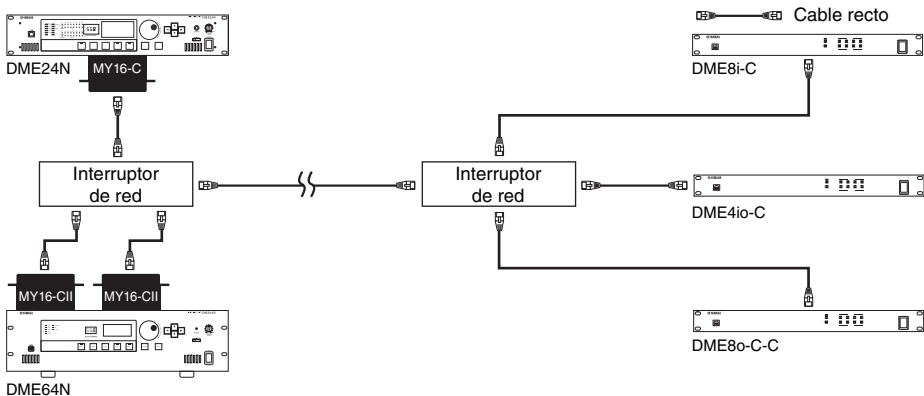 Cable recto
DME24N
MY16-C
DME8i-C
Interruptor
de red
Interruptor
de red
DME4io-C
MY16-CII
MY16-CII
DME64N
DME8o-C-C